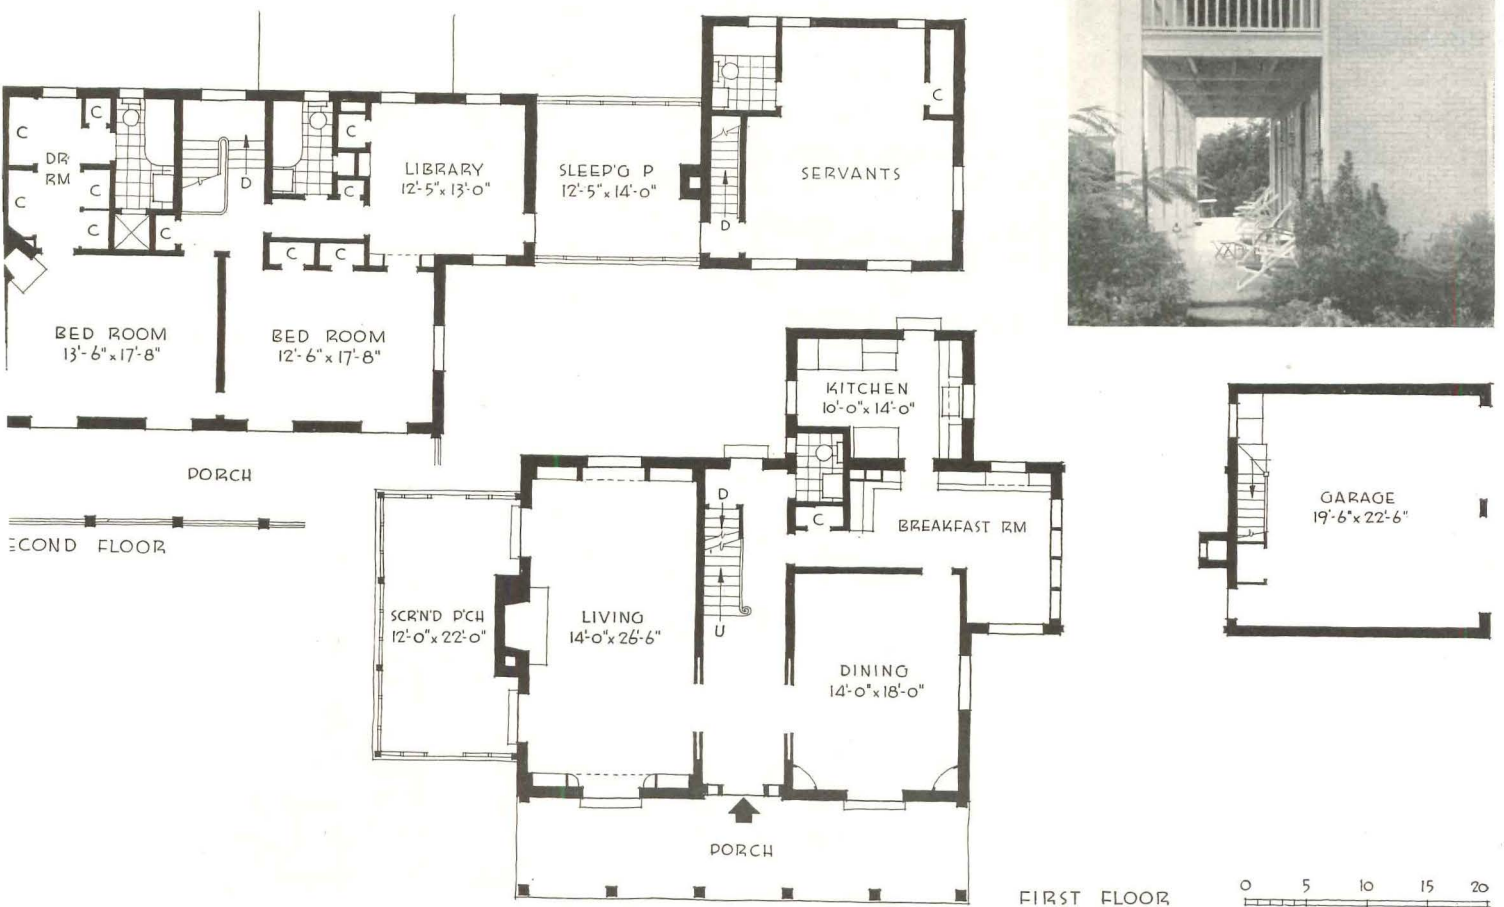 C
C
DR.
RM
C
C
C
C
D
C
C
LIBRARY
12'-5" x 13'-0"
SLEEP'G P
12'-5" x 14'-0"
D
SERVANTS
C
C
C
BED ROOM
13'-6" x 17'-8"
BED ROOM
12'-6" x 17'-8"
PORCH
ECOND FLOOR
KITCHEN
10'-0" x 14'-0"
D
C
BREAKFAST RM
GARAGE
19'-6" x 22'-6"
SCR'N'D P'CH
12'-0" x 22'-0"
LIVING
14'-0" x 26'-6"
U
DINING
14'-0" x 18'-0"
PORCH
FIRST FLOOR
0 5 10 15 20